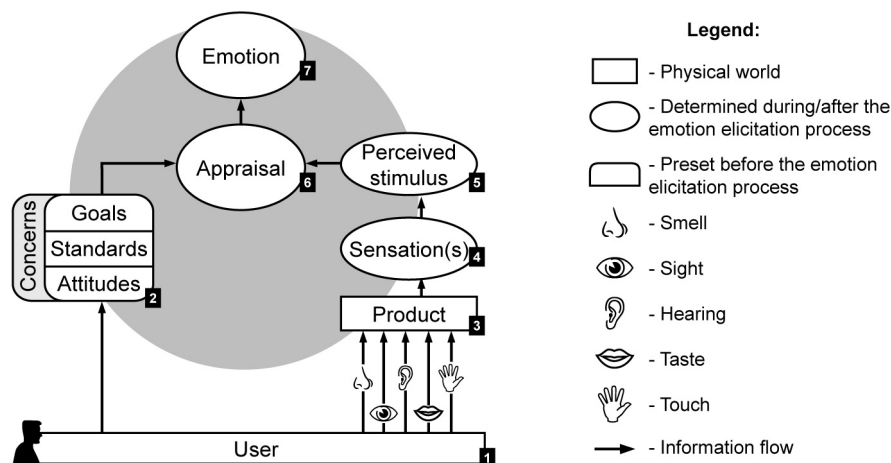 Emotion
7
Appraisal
6
Perceived
stimulus
5
Concerns
Goals
Standards
Attitudes
2
Sensation(s)
4
Product
3
User
1
Legend:
- Physical world
- Determined during/after the
emotion elicitation process
- Preset before the emotion
elicitation process
- Smell
- Sight
- Hearing
- Taste
- Touch
- Information flow